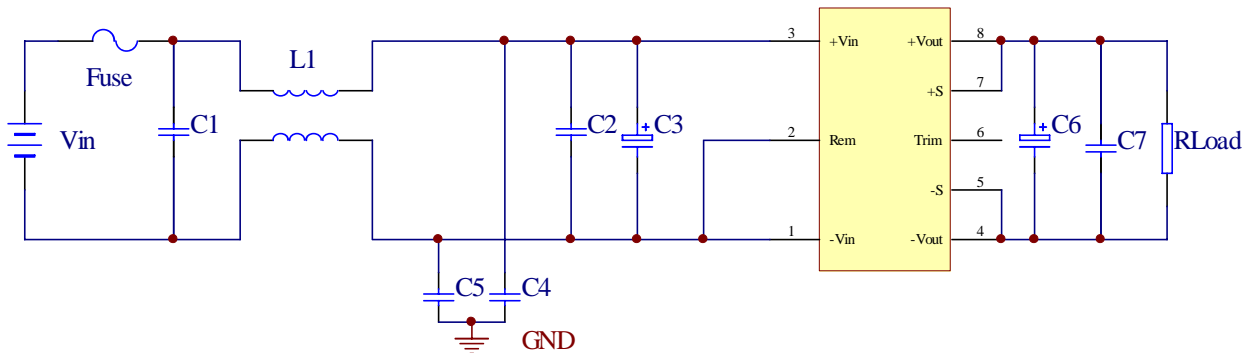 Fuse
L1
Vin
C1
C2
+
C3
C5
C4
GND
3
+Vin
+Vout
8
+S
7
2
Rem
Trim
6
-S
5
1
-Vin
-Vout
4
+
C6
C7
RLoad